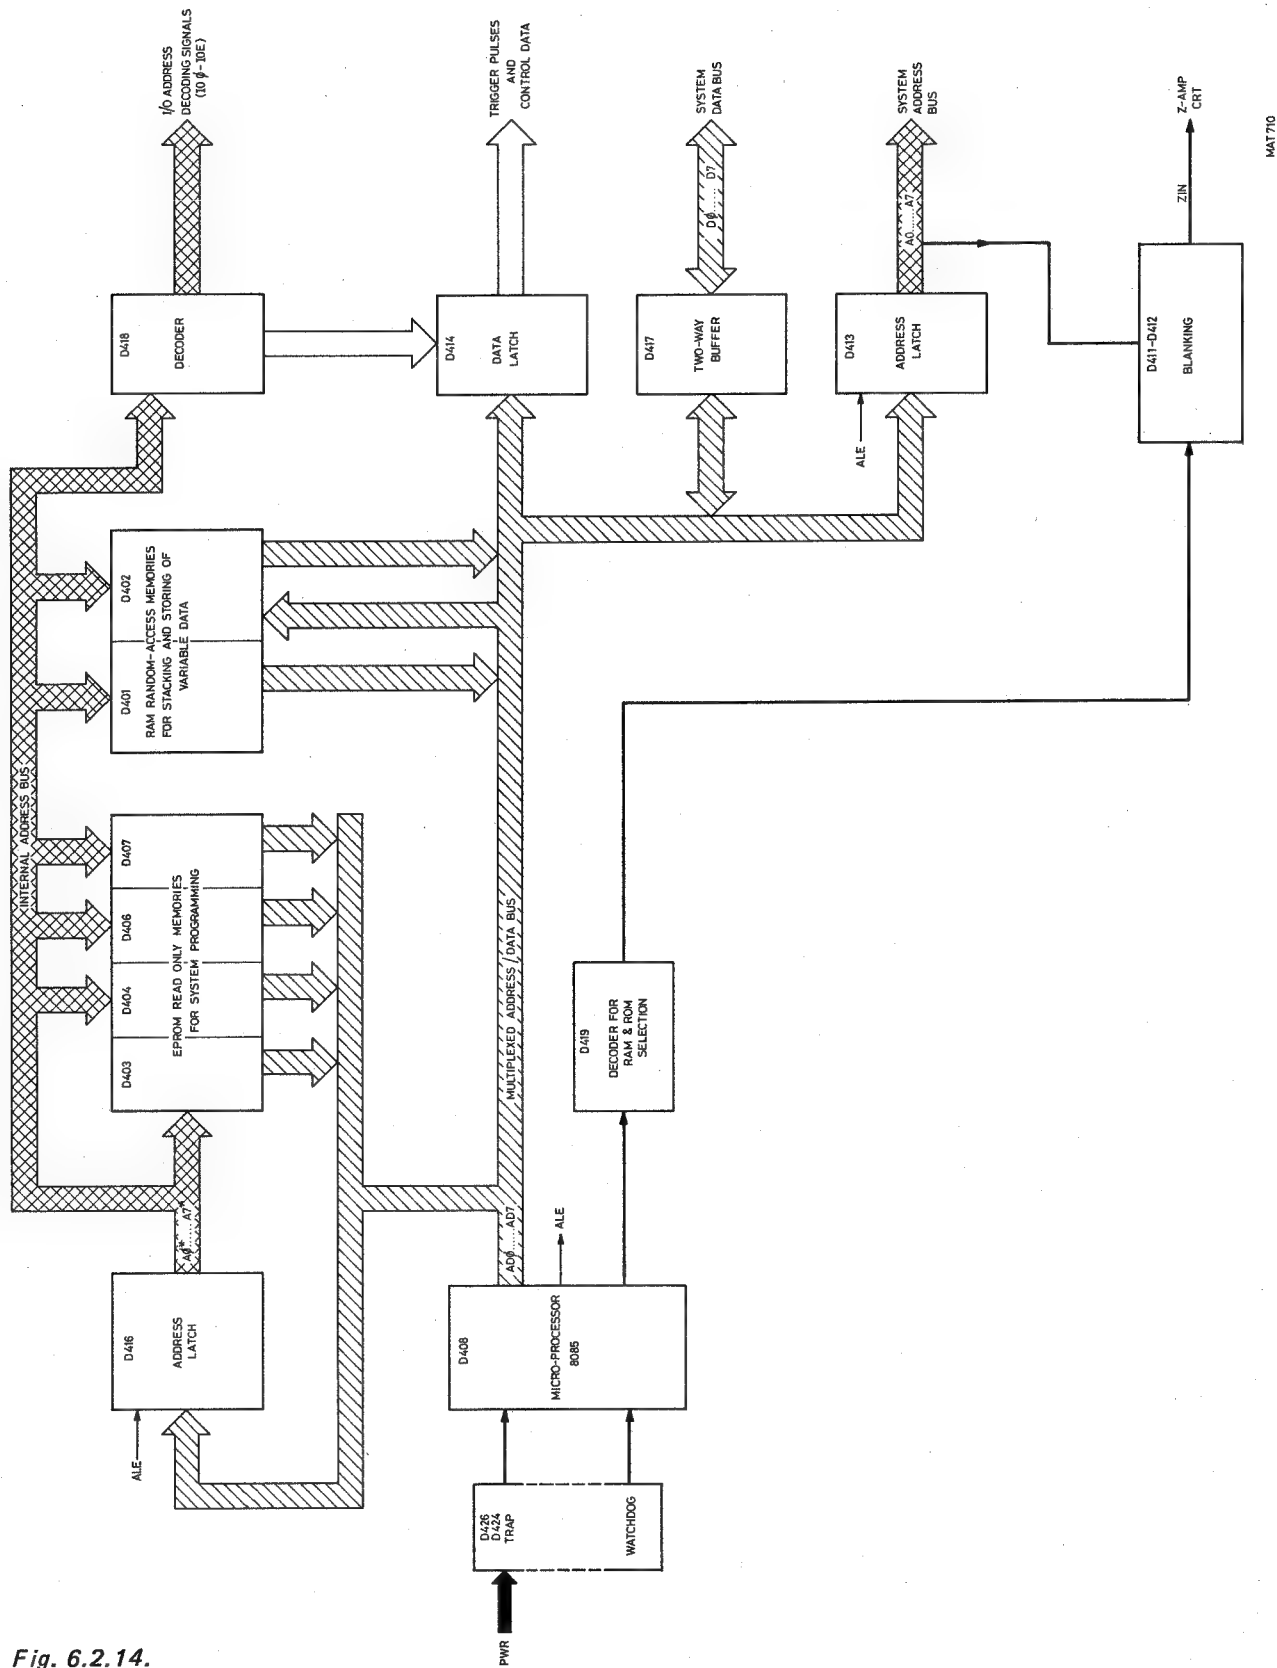 I/O ADDRESS
DECODING SIGNALS
(IO ϕ-IOE)
TRIGGER PULSES
AND
CONTROL DATA
SYSTEM
DATA BUS
SYSTEM
ADDRESS
BUS
Z-AMP
CRT
MAT 710
D418
DECODER
D414
DATA
LATCH
D417
TWO-WAY
BUFFER
Dϕ...... D7
D413
ADDRESS
LATCH
A0.......A7
ALE
ZIN
D411-D412
BLANKING
INTERNAL ADDRESS BUS
D401
D402
RAM RANDOM-ACCESS MEMORIES
FOR STACKING AND STORING OF
VARIABLE DATA
D403
D404
D406
D407
EPROM READ ONLY MEMORIES
FOR SYSTEM PROGRAMMING
MULTIPLEXED ADDRESS / DATA BUS
D419
DECODER FOR
RAM & ROM
SELECTION
Aϕ*......A7*
ADϕ......AD7
ALE
D416
ADDRESS
LATCH
ALE
D408
MICRO-PROCESSOR
8085
D426
D424
TRAP
WATCHDOG
PWR
Fig. 6.2.14.